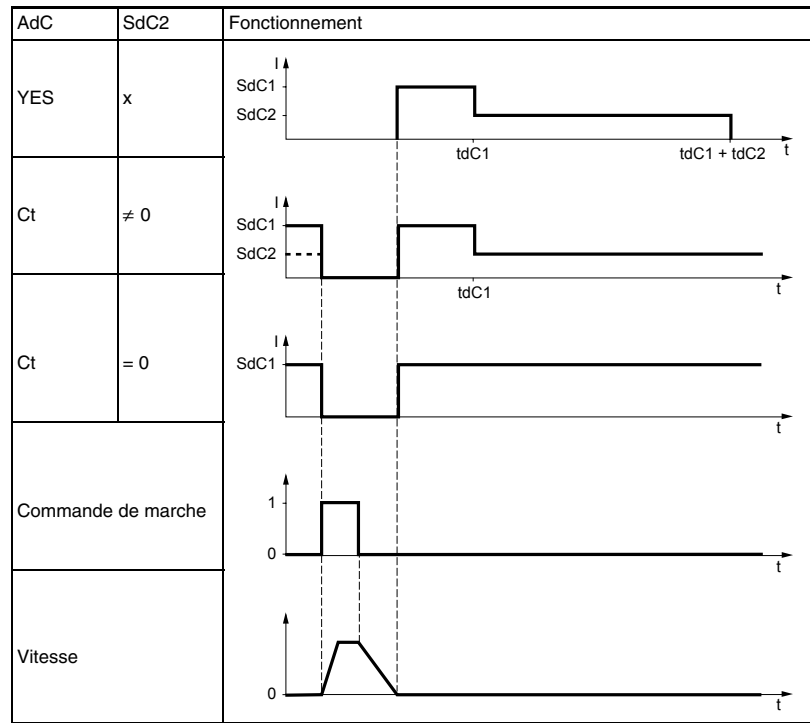 AdC SdC2 Fonctionnement
YES x
I
SdC1
SdC2
tdC1 tdC1 + tdC2 t
Ct ≠ 0
I
SdC1
SdC2
tdC1 t
Ct = 0
I
SdC1
t
Commande de marche
1
0
t
Vitesse
0
t